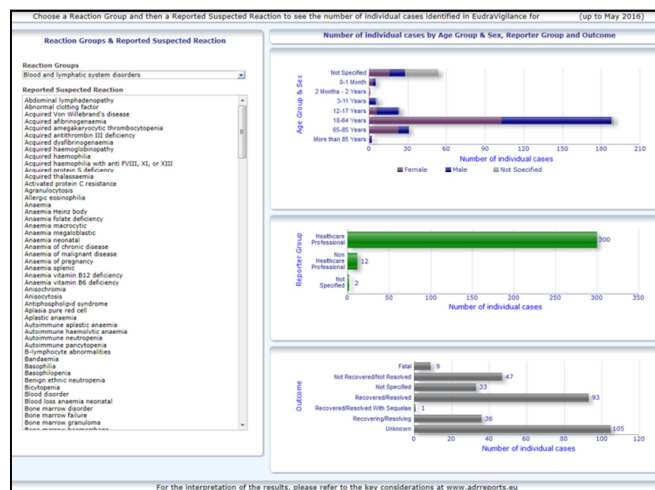 Choose a Reaction Group and then a Reported Suspected Reaction to see the number of individual cases identified in EudraVigilance for (up to May 2016)
Reaction Groups & Reported Suspected Reaction
Reaction Groups
Blood and lymphatic system disorders
Reported Suspected Reaction
Abdominal lymphadenopathy
Abnormal clotting factor
Acquired Von Willebrand's disease
Acquired afibrinogenaemia
Acquired amegakaryocytic thrombocytopenia
Acquired antithrombin III deficiency
Acquired dysfibrinogenaemia
Acquired haemoglobinopathy
Acquired haemophilia
Acquired haemophilia with anti FVIII, XI, or XIII
Acquired protein S deficiency
Acquired thalassaemia
Activated protein C resistance
Agranulocytosis
Allergic eosinophilia
Anaemia
Anaemia Heinz body
Anaemia folate deficiency
Anaemia macrocytic
Anaemia megaloblastic
Anaemia neonatal
Anaemia of chronic disease
Anaemia of malignant disease
Anaemia of pregnancy
Anaemia splenic
Anaemia vitamin B12 deficiency
Anaemia vitamin B6 deficiency
Anisochromia
Anisocytosis
Antiphospholipid syndrome
Aplasia pure red cell
Aplastic anaemia
Autoimmune aplastic anaemia
Autoimmune haemolytic anaemia
Autoimmune neutropenia
Autoimmune pancytopenia
B-lymphocyte abnormalities
Bandaemia
Basophilia
Basophilopenia
Benign ethnic neutropenia
Bicytopenia
Blood disorder
Blood loss anaemia neonatal
Bone marrow disorder
Bone marrow failure
Bone marrow granuloma
Bone marrow haemorrhage
Number of individual cases by Age Group & Sex, Reporter Group and Outcome
Age Group & Sex
Not Specified
0-1 Month
2 Months - 2 Years
3-11 Years
12-17 Years
18-64 Years
65-85 Years
More than 85 Years
0 30 60 90 120 150 180 210
Number of individual cases
Female Male Not Specified
Reporter Group
Healthcare
Professional
300
Non
Healthcare
Professional
12
Not
Specified
2
0 50 100 150 200 250 300 350
Number of individual cases
Outcome
Fatal 9
Not Recovered/Not Resolved 47
Not Specified 33
Recovered/Resolved 93
Recovered/Resolved With Sequelae 1
Recovering/Resolving 36
Unknown 105
0 20 40 60 80 100 120
Number of individual cases
For the interpretation of the results, please refer to the key considerations at www.adrreports.eu